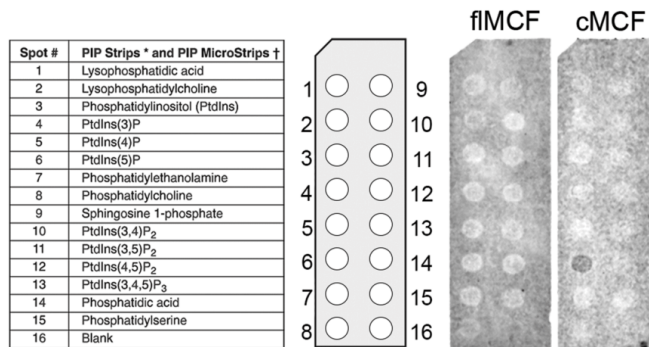 flMCF cMCF
Spot # PIP Strips * and PIP MicroStrips †
1 Lysophosphatidic acid
2 Lysophosphatidylcholine
3 Phosphatidylinositol (PtdIns)
4 PtdIns(3)P
5 PtdIns(4)P
6 PtdIns(5)P
7 Phosphatidylethanolamine
8 Phosphatidylcholine
9 Sphingosine 1-phosphate
10 PtdIns(3,4)P2
11 PtdIns(3,5)P2
12 PtdIns(4,5)P2
13 PtdIns(3,4,5)P3
14 Phosphatidic acid
15 Phosphatidylserine
16 Blank
1 9
2 10
3 11
4 12
5 13
6 14
7 15
8 16